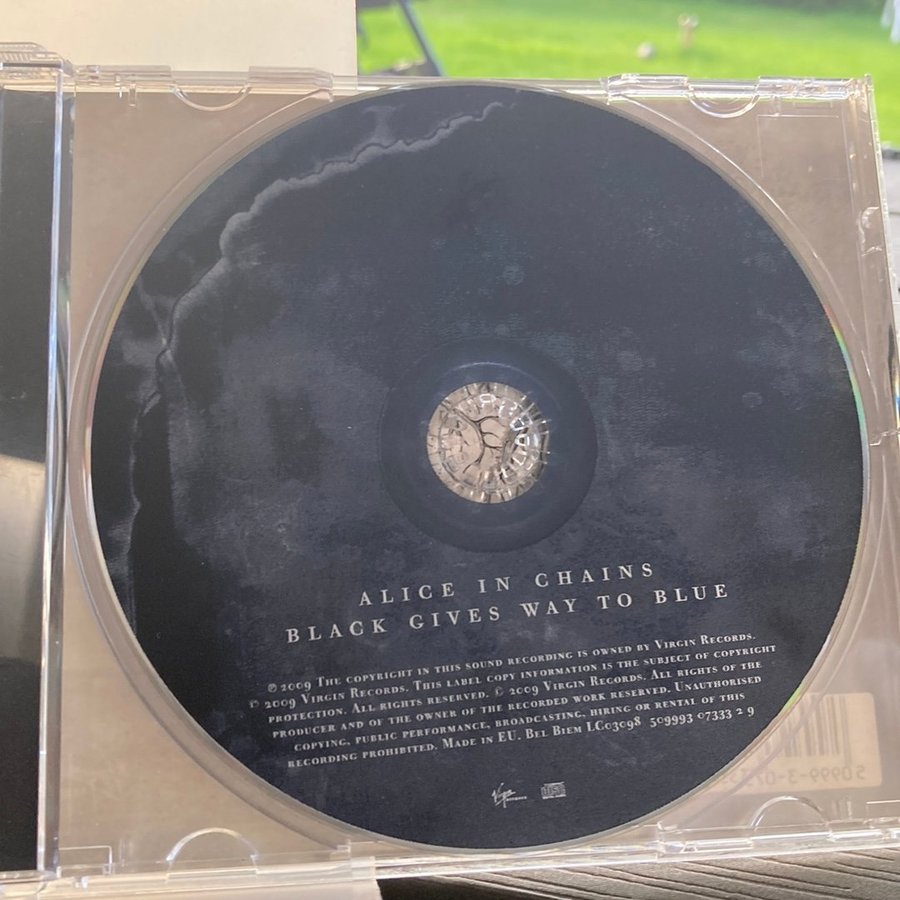 ALICE IN CHAINS
BLACK GIVES WAY TO BLUE
℗ 2009 The copyright in this sound recording is owned by Virgin Records.
© 2009 Virgin Records. This label copy information is the subject of copyright
protection. All rights reserved. © 2009 Virgin Records. All rights of the
producer and of the owner of the recorded work reserved. Unauthorised
copying, public performance, broadcasting, hiring or rental of this
recording prohibited. Made in EU. Bel Biem LC03098 509993 07333 2 9
Virgin RECORDS